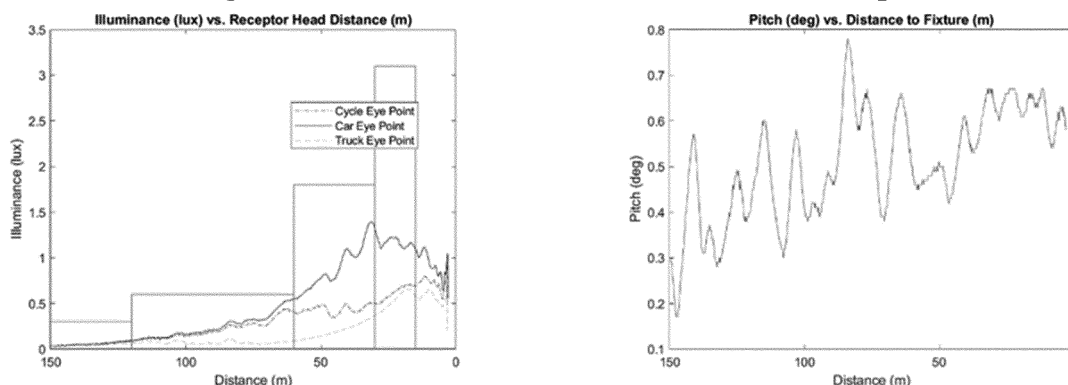 Illuminance (lux) vs. Receptor Head Distance (m)
3.5
3
2.5
2
1.5
1
0.5
0
Illuminance (lux)
Cycle Eye Point
Car Eye Point
Truck Eye Point
150
100
50
0
Distance (m)
Pitch (deg) vs. Distance to Fixture (m)
0.8
0.7
0.6
0.5
0.4
0.3
0.2
0.1
Pitch (deg)
150
100
50
Distance (m)